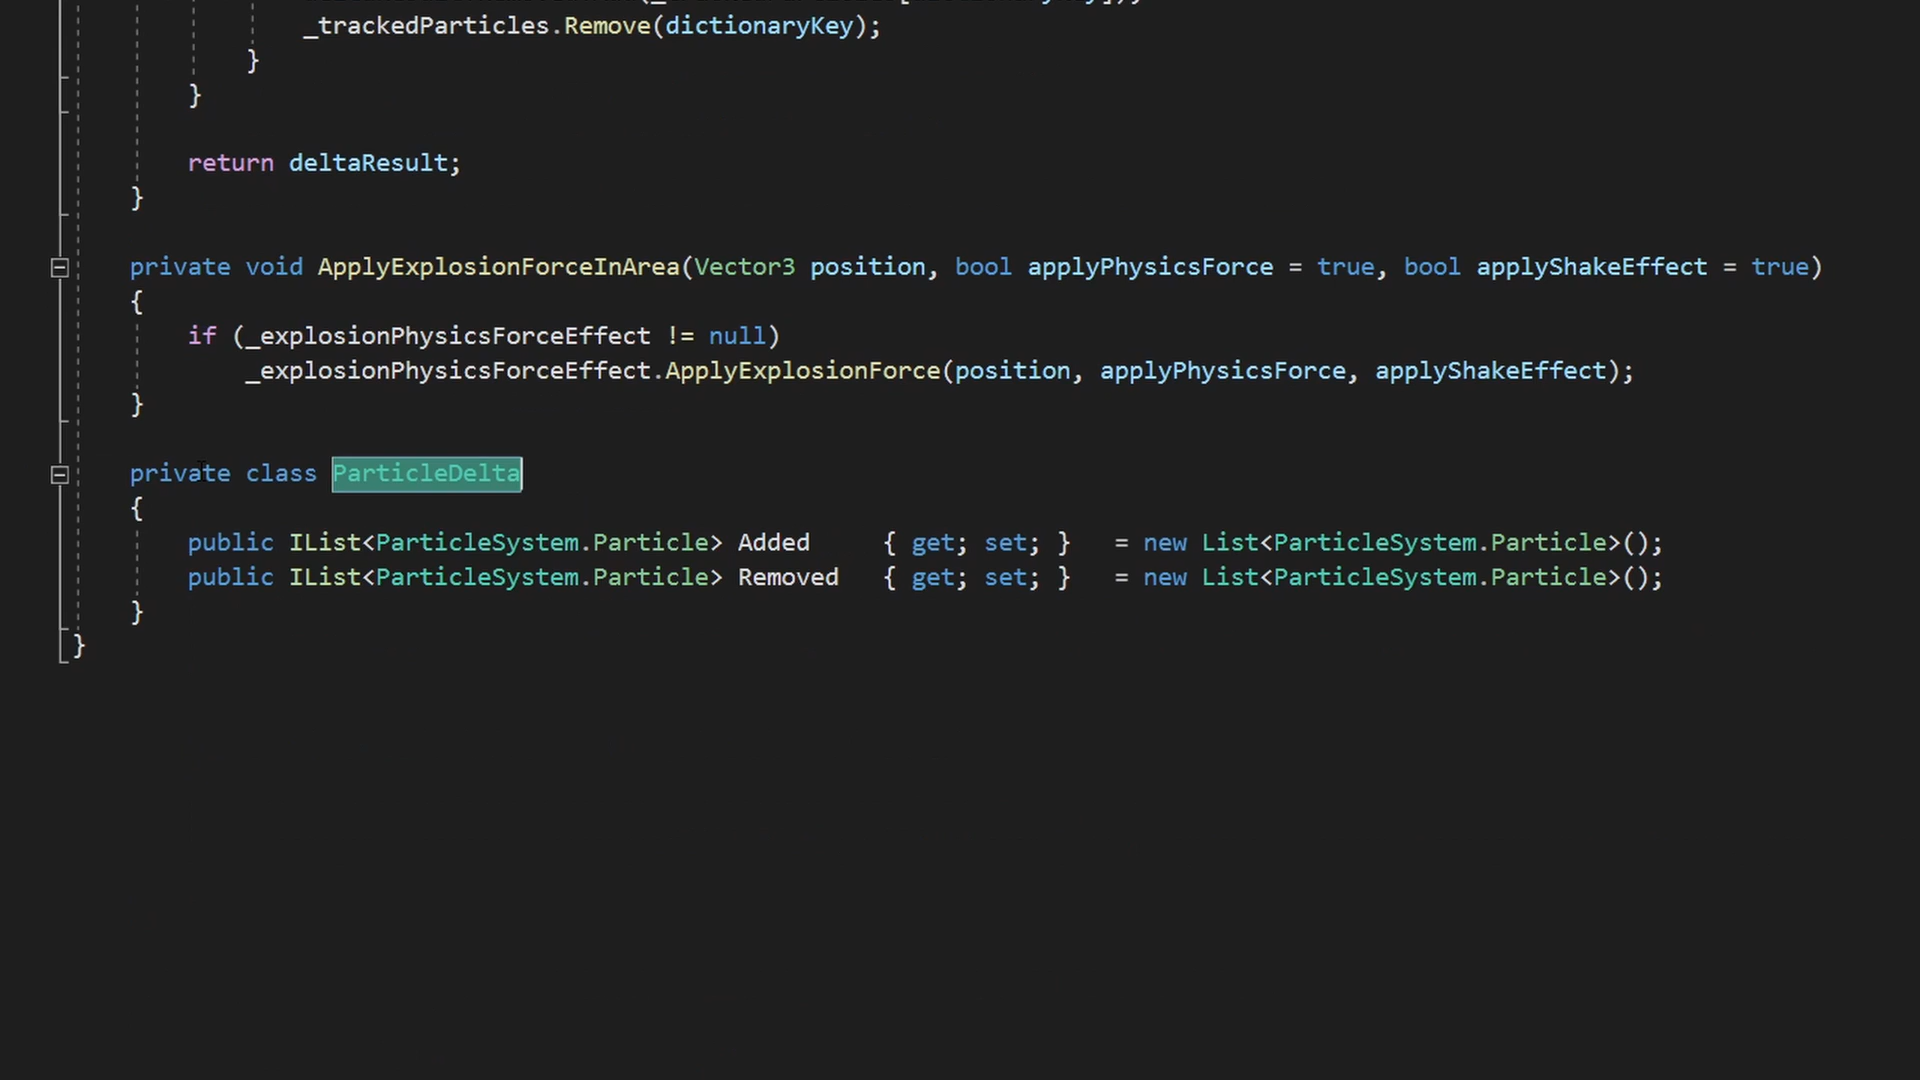 _trackedParticles.Remove(dictionaryKey);
}
}
return deltaResult;
}
private void ApplyExplosionForceInArea(Vector3 position, bool applyPhysicsForce = true, bool applyShakeEffect = true)
{
if (_explosionPhysicsForceEffect != null)
_explosionPhysicsForceEffect.ApplyExplosionForce(position, applyPhysicsForce, applyShakeEffect);
}
private class ParticleDelta
{
public IList<ParticleSystem.Particle> Added { get; set; } = new List<ParticleSystem.Particle>();
public IList<ParticleSystem.Particle> Removed { get; set; } = new List<ParticleSystem.Particle>();
}
}